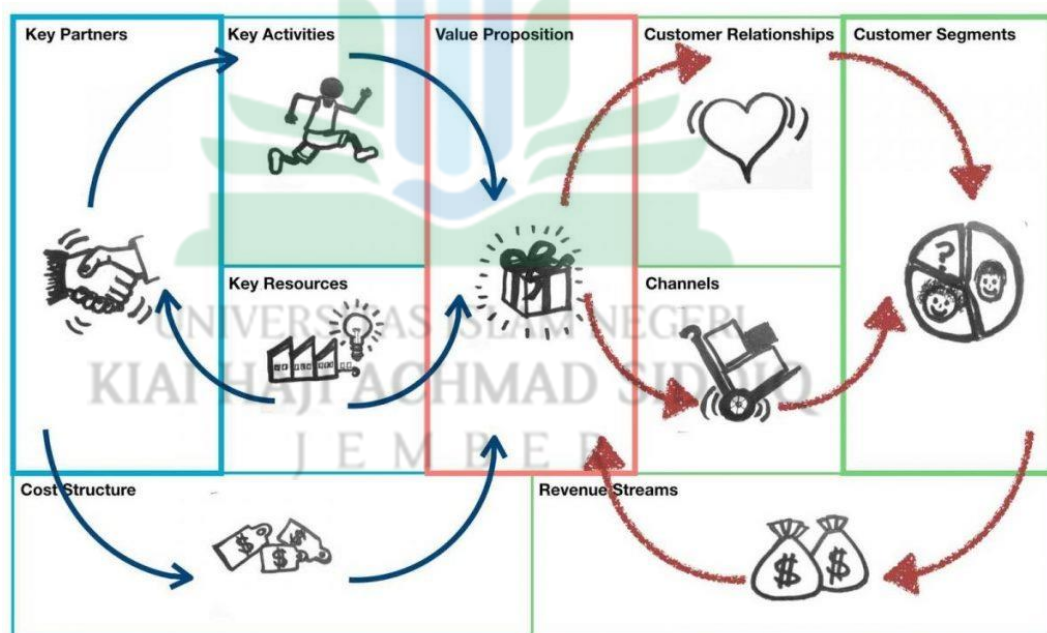 Key Partners
Key Activities
Value Proposition
Customer Relationships
Customer Segments
Key Resources
Channels
UNIVERSITAS ISLAM NEGERI
KIAI HAJI ACHMAD SIDDIQ
JEMBER
Cost Structure
Revenue Streams
?
$ $ $
$ $